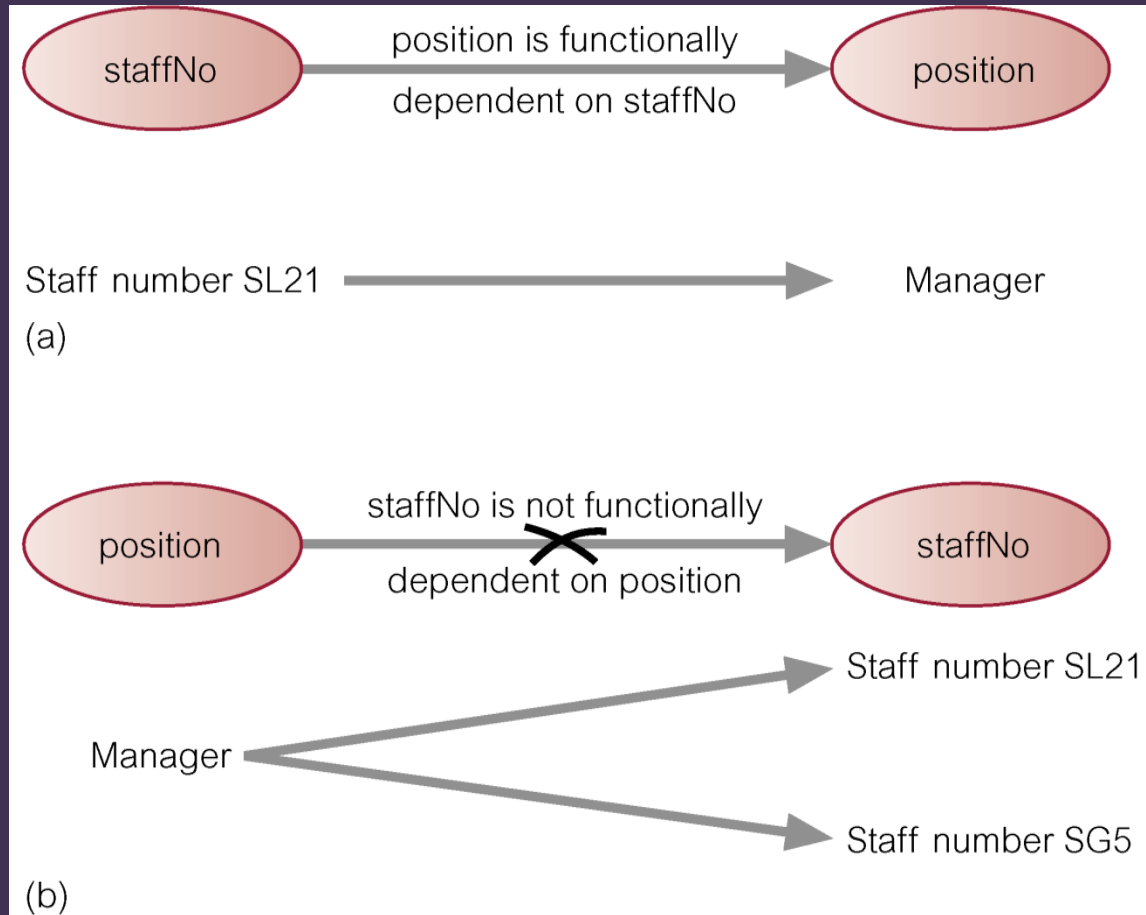 staffNo
position is functionally
dependent on staffNo
position
Staff number SL21
Manager
(a)
position
staffNo is not functionally
dependent on position
staffNo
Manager
Staff number SL21
Staff number SG5
(b)